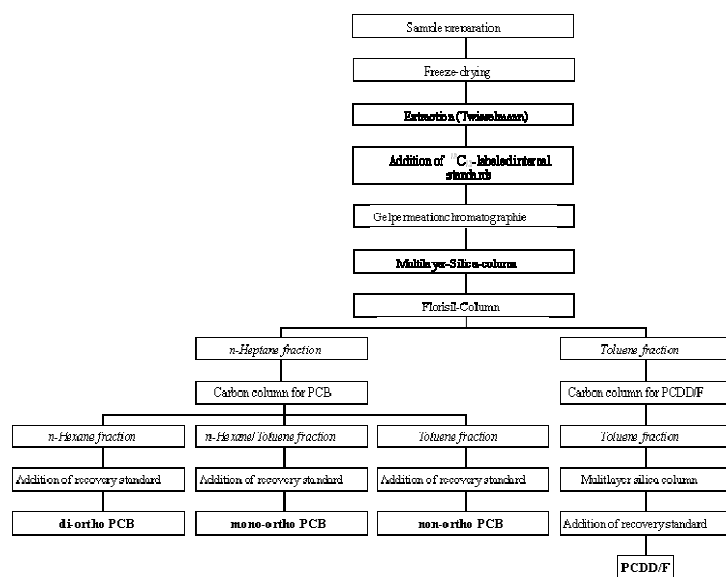 Sample preparation
Freeze-drying
Extraction (Twisselmann)
Addition of C -labeled internal
standards
Gelpermeationchromatographie
Multilayer-Silica-column
Florisil-Column
n-Heptane fraction
Toluene fraction
Carbon column for PCB
Carbon column for PCDD/F
n-Hexane fraction
n-Hexane/Toluene fraction
Toluene fraction
Toluene fraction
Addition of recovery standard
Addition of recovery standard
Addition of recovery standard
Mulitlayer silica column
di-ortho PCB
mono-ortho PCB
non-ortho PCB
Addition of recovery standard
PCDD/F